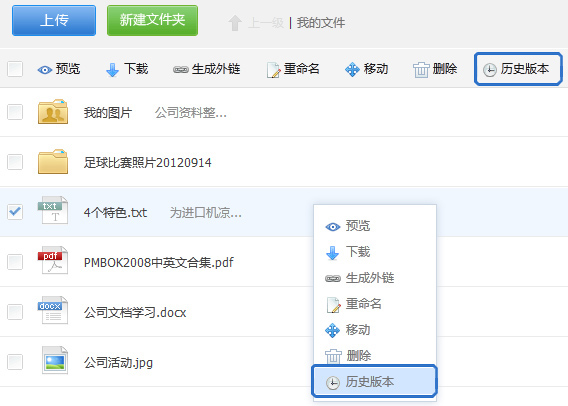 上传 新建文件夹 上一级 | 我的文件
预览 下载 生成外链 重命名 移动 删除 历史版本
我的图片 公司资料整...
足球比赛照片20120914
txt T 4个特色.txt 为进口机凉...
预览
下载
生成外链
pdf PMBOK2008中英文合集.pdf
重命名
docx 公司文档学习.docx
移动
删除
公司活动.jpg
历史版本